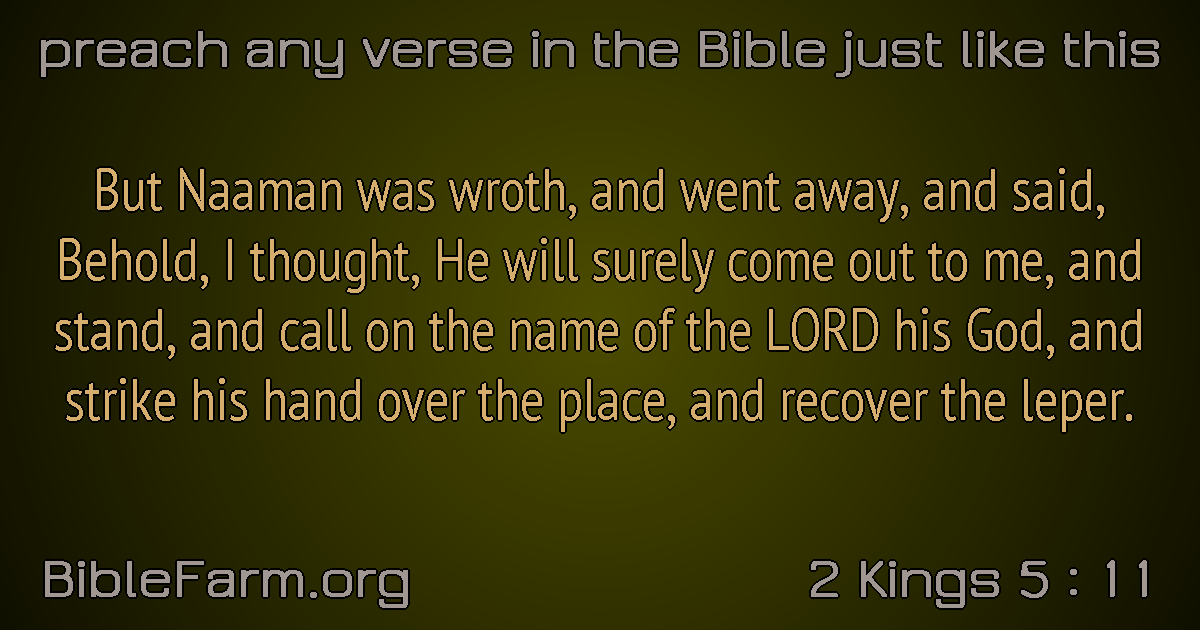 preach any verse in the Bible just like this
But Naaman was wroth, and went away, and said,
Behold, I thought, He will surely come out to me, and
stand, and call on the name of the LORD his God, and
strike his hand over the place, and recover the leper.
BibleFarm.org
2 Kings 5 : 11